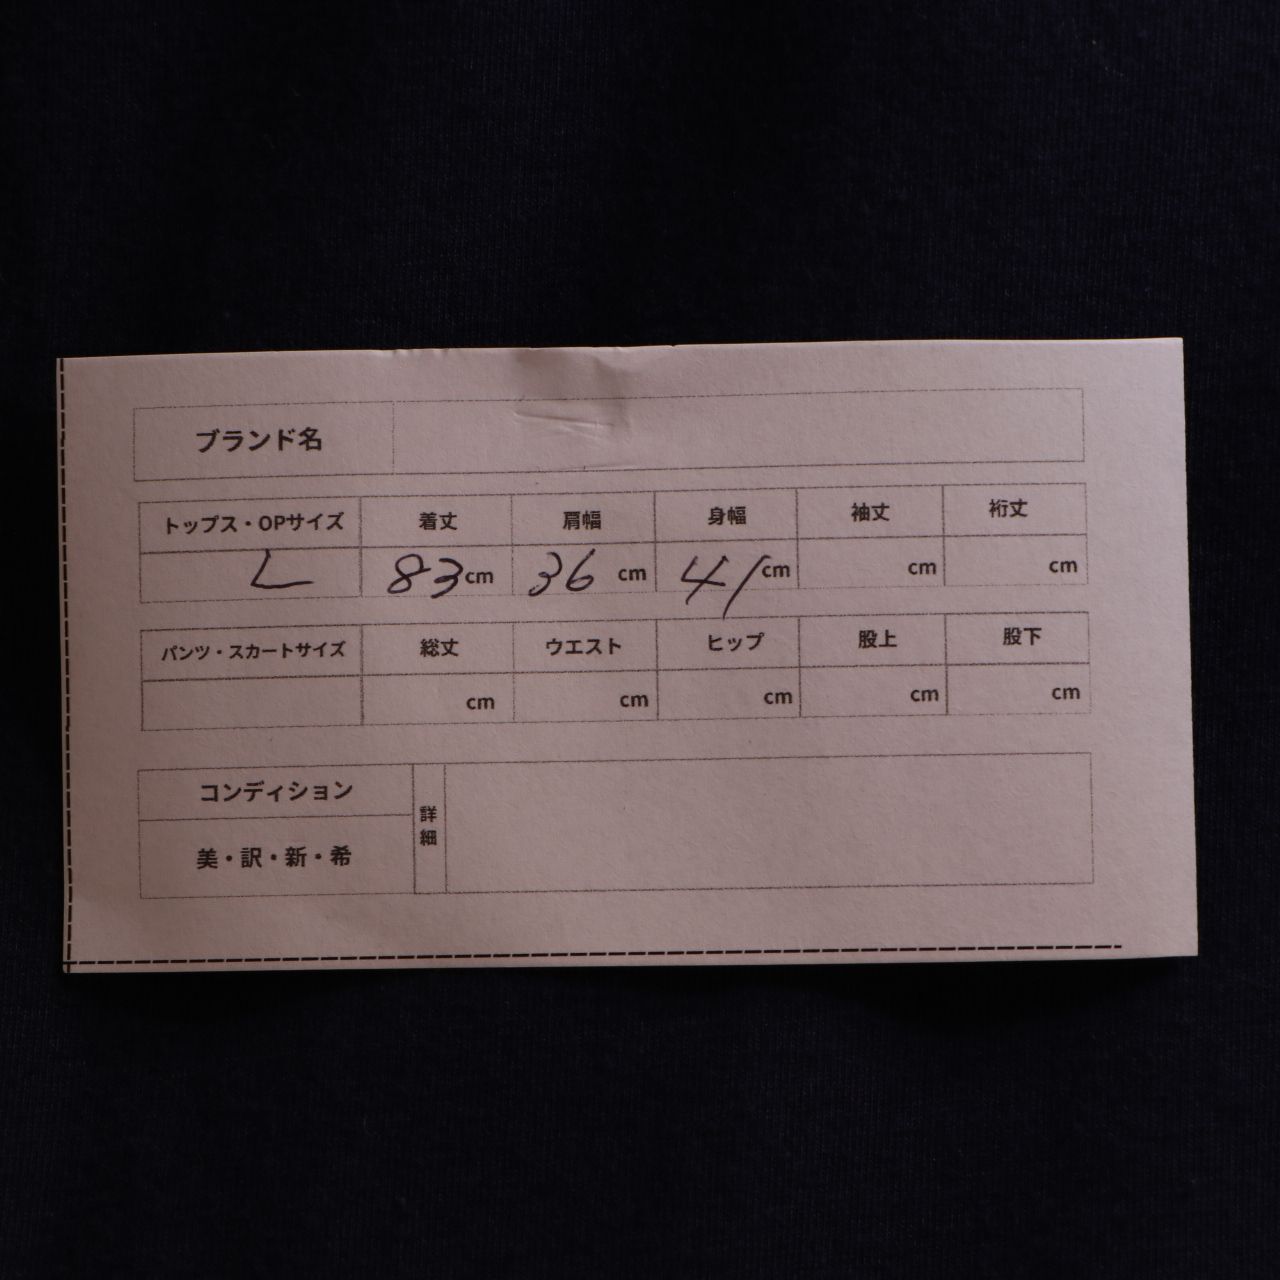 ブランド名
トップス・OPサイズ 着丈 肩幅 身幅 袖丈 裄丈
L 83cm 36 cm 41cm cm cm
パンツ・スカートサイズ 総丈 ウエスト ヒップ 股上 股下
cm cm cm cm cm
コンディション 詳細
美・訳・新・希